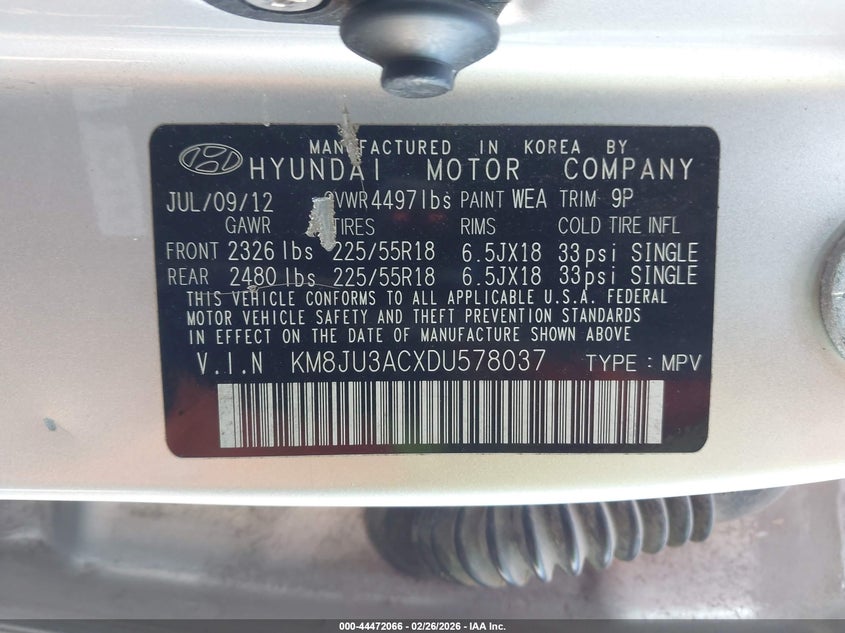 MANUFACTURED IN KOREA BY
HYUNDAI MOTOR COMPANY
JUL/09/12 GVWR 4497lbs PAINT WEA TRIM 9P
GAWR TIRES RIMS COLD TIRE INFL
FRONT 2326 lbs 225/55R18 6.5JX18 33psi SINGLE
REAR 2480 lbs 225/55R18 6.5JX18 33psi SINGLE
THIS VEHICLE CONFORMS TO ALL APPLICABLE U.S.A. FEDERAL
MOTOR VEHICLE SAFETY AND THEFT PREVENTION STANDARDS
IN EFFECT ON THE DATE OF MANUFACTURE SHOWN ABOVE
V.I.N KM8JU3ACXDU578037 TYPE : MPV
000-44472066 - 02/26/2026 - IAA Inc.